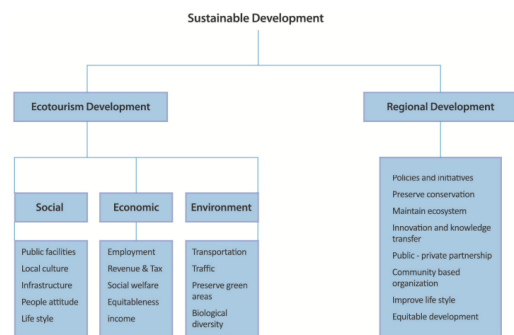 Sustainable Development
Ecotourism Development
Regional Development
Social
Economic
Environment
Public facilities
Local culture
Infrastructure
People attitude
Life style
Employment
Revenue & Tax
Social welfare
Equitableness
income
Transportation
Traffic
Preserve green
areas
Biological
diversity
Policies and initiatives
Preserve conservation
Maintain ecosystem
Innovation and knowledge
transfer
Public - private partnership
Community based
organization
Improve life style
Equitable development